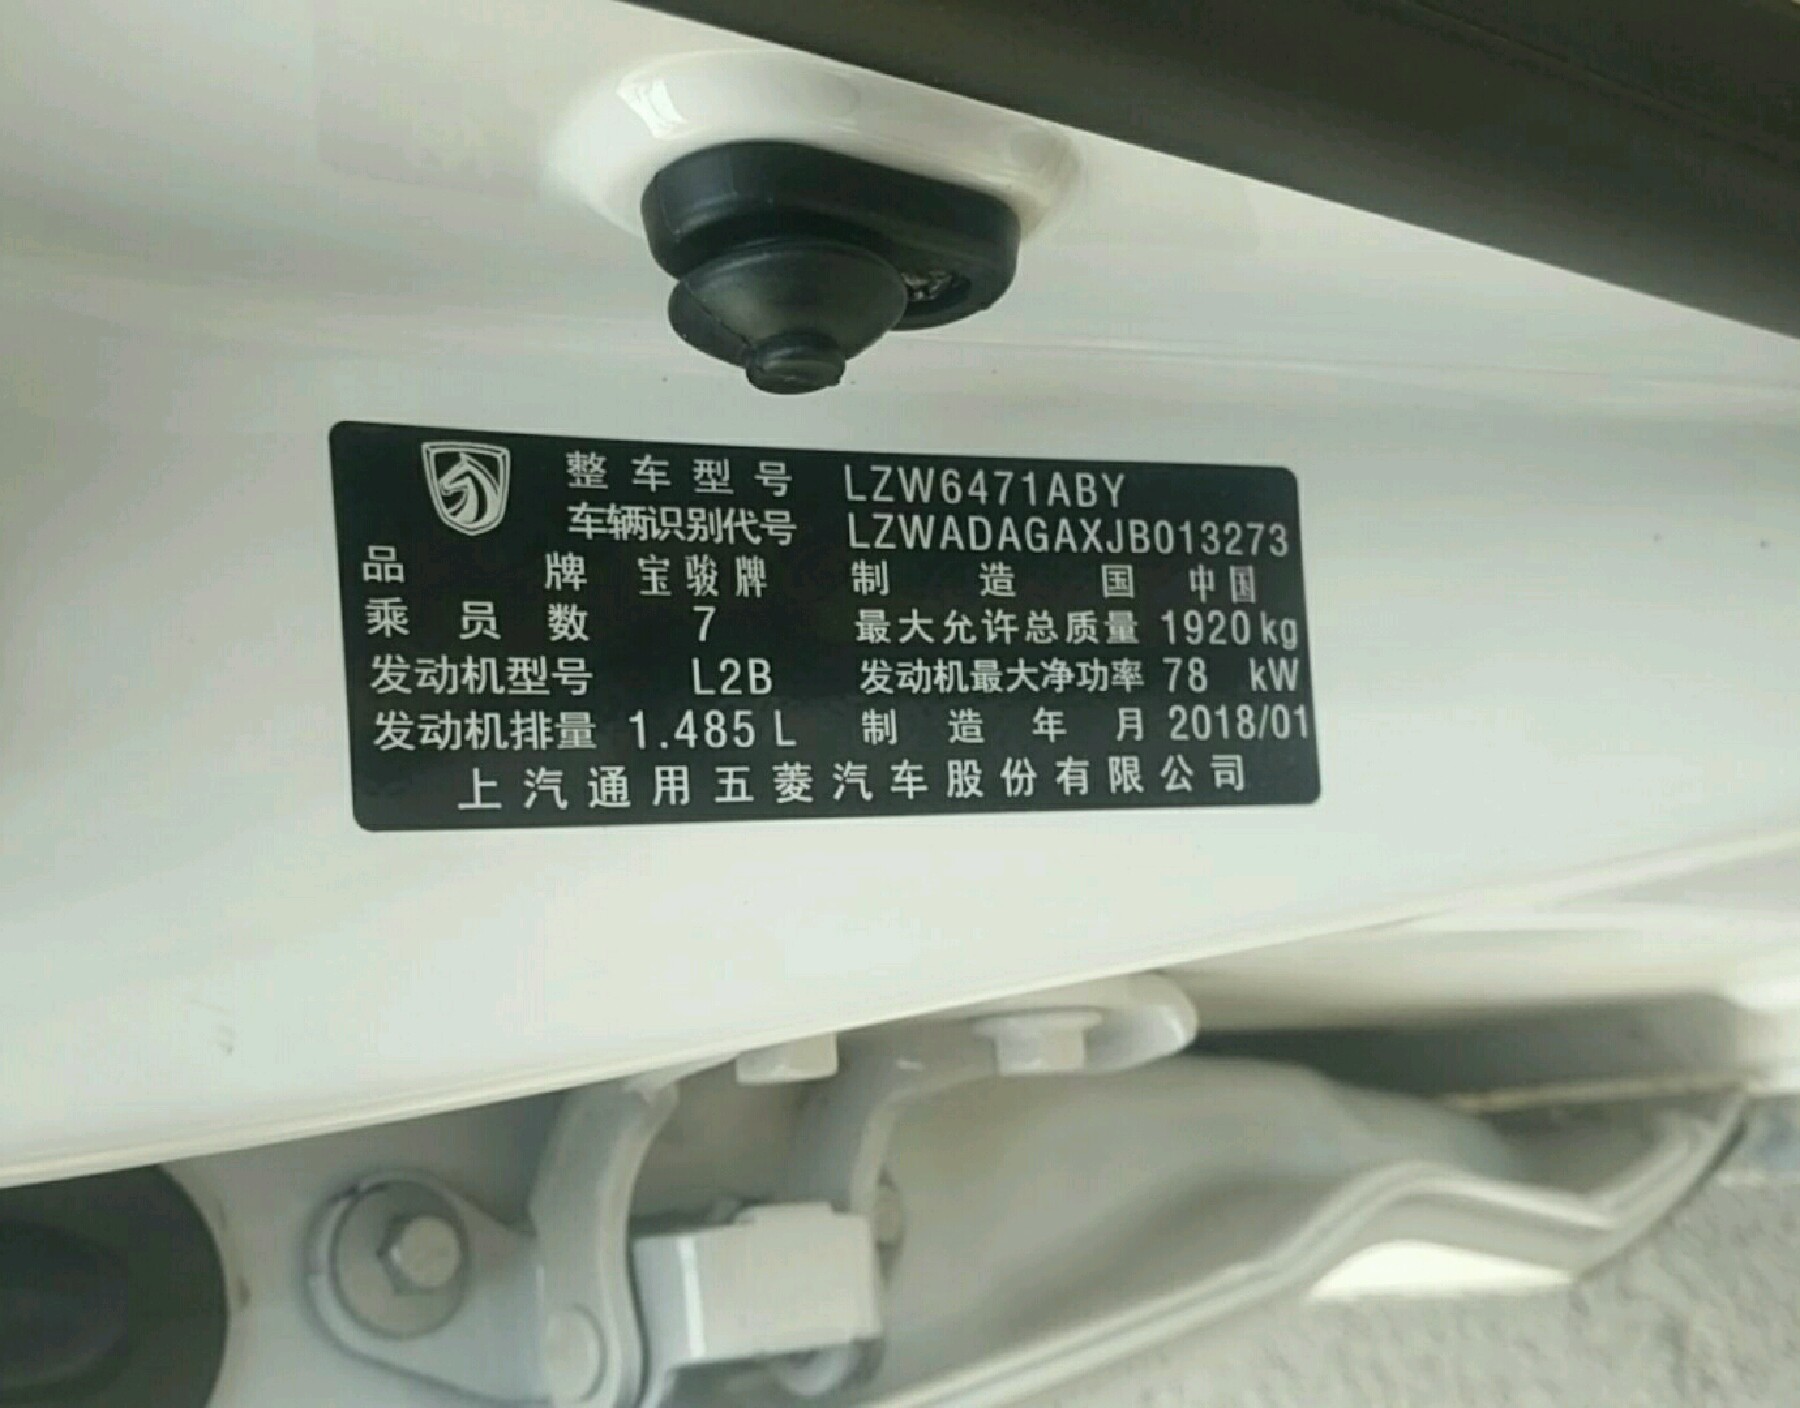 整车型号 LZW6471ABY
车辆识别代号 LZWADAGAXJB013273
品牌 宝骏牌 制造国 中国
乘员数 7 最大允许总质量 1920 kg
发动机型号 L2B 发动机最大净功率 78 kW
发动机排量 1.485 L 制造年月 2018/01
上汽通用五菱汽车股份有限公司